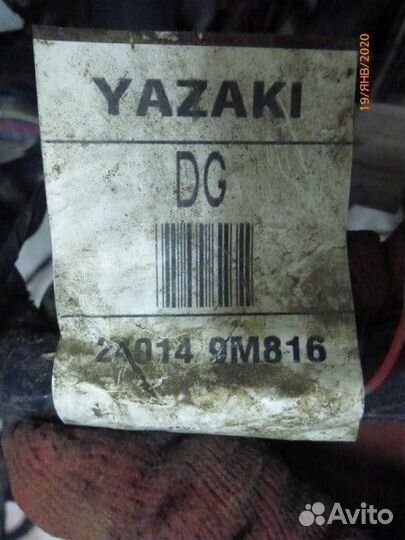 YAZAKI
DG
24014 9M816
19/ЯНВ/2020
Avito